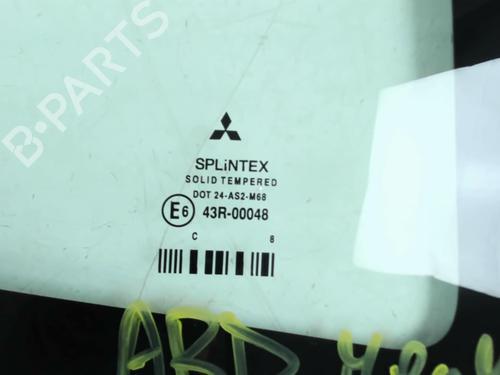 B-PARTS
SPLiNTEX
SOLID TEMPERED
DOT 24-AS2-M68
E6 43R-00048
C 8